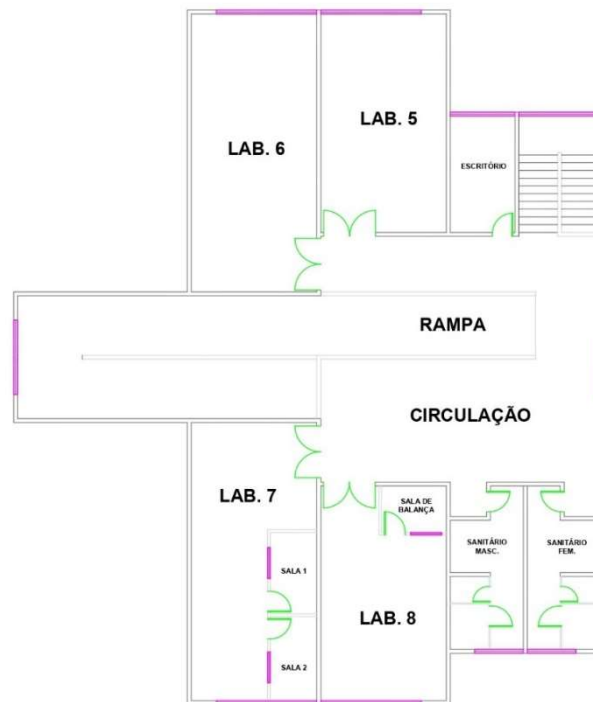 LAB. 6
LAB. 5
ESCRITÓRIO
RAMPA
CIRCULAÇÃO
LAB. 7
SALA DE
BALANÇA
SANITÁRIO
MASC.
SANITÁRIO
FEM.
SALA 1
LAB. 8
SALA 2